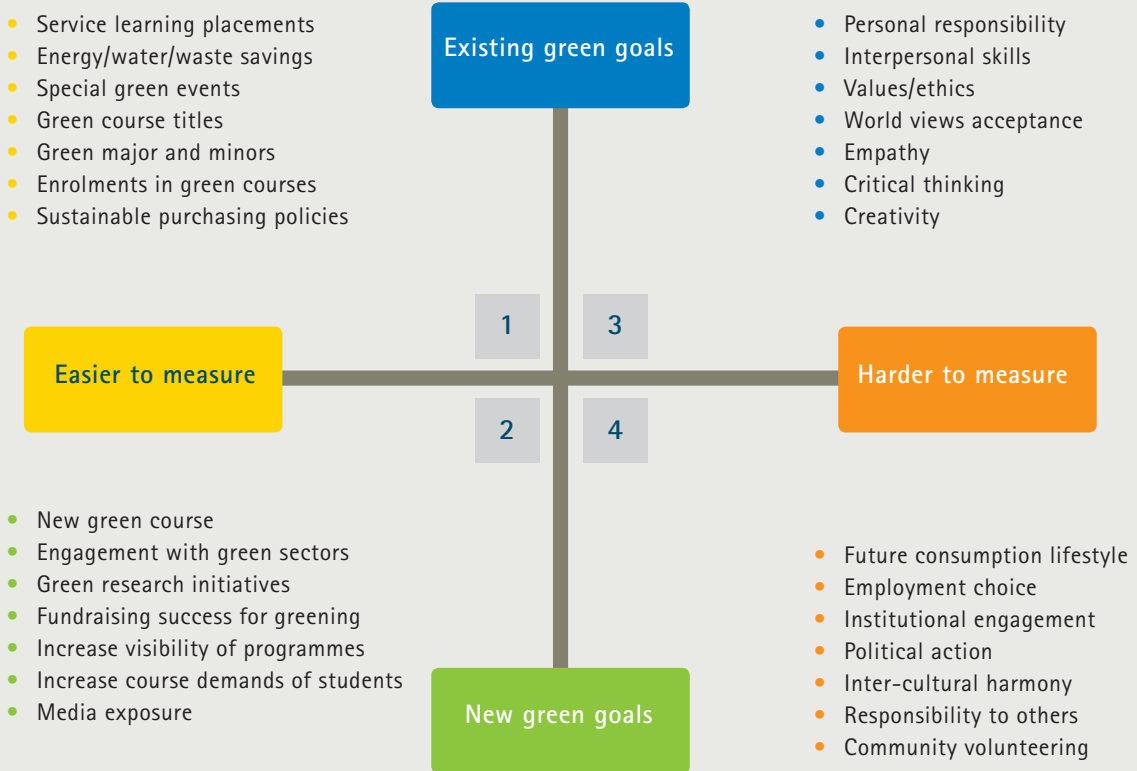 Service learning placements
Energy/water/waste savings
Special green events
Green course titles
Green major and minors
Enrolments in green courses
Sustainable purchasing policies
Existing green goals
Personal responsibility
Interpersonal skills
Values/ethics
World views acceptance
Empathy
Critical thinking
Creativity
1
3
Easier to measure
Harder to measure
2
4
New green course
Engagement with green sectors
Green research initiatives
Fundraising success for greening
Increase visibility of programmes
Increase course demands of students
Media exposure
New green goals
Future consumption lifestyle
Employment choice
Institutional engagement
Political action
Inter-cultural harmony
Responsibility to others
Community volunteering